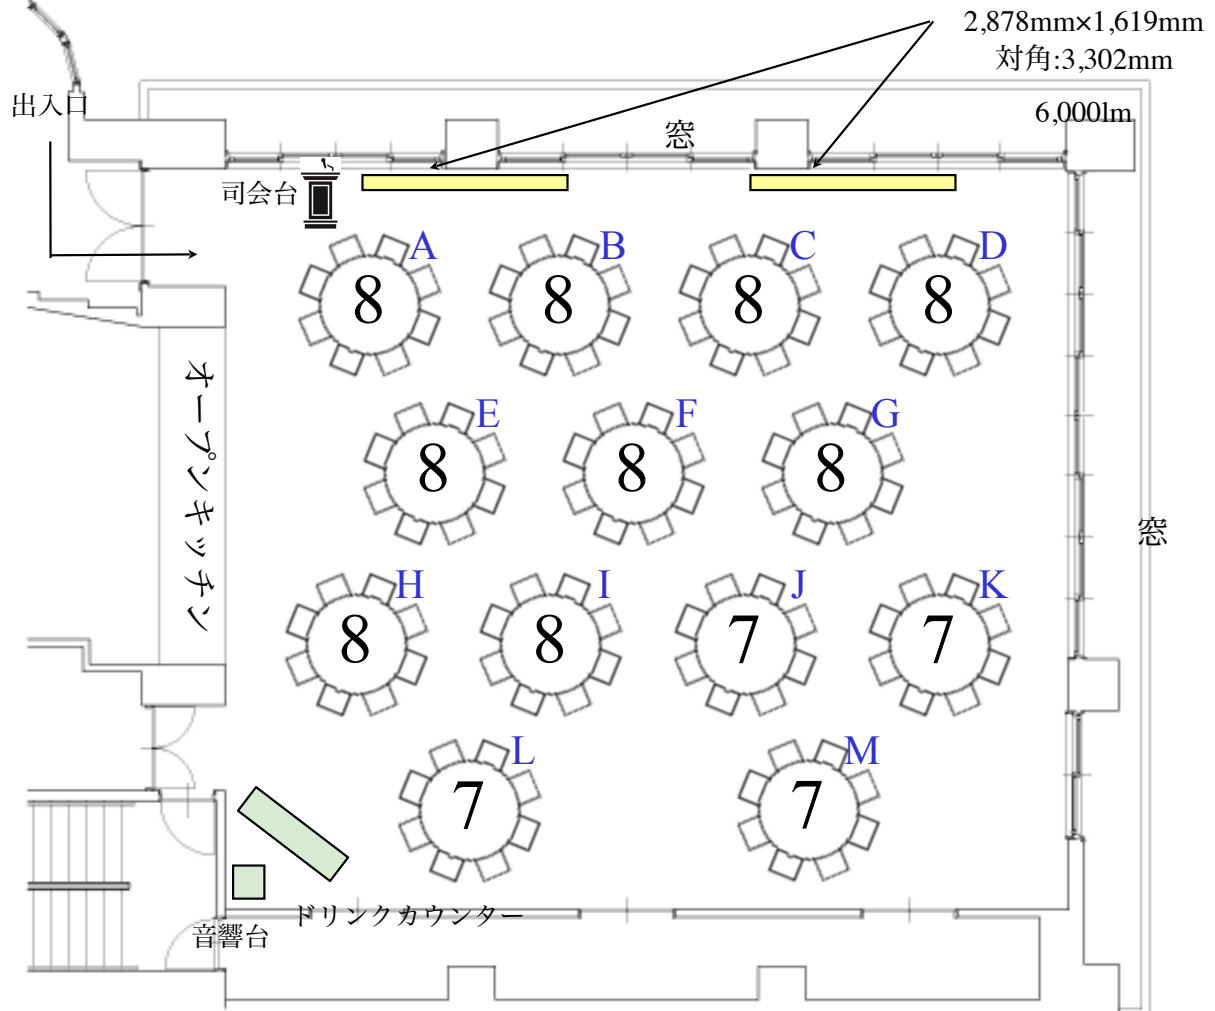 2,878mm×1,619mm
対角:3,302mm
出入口
6,000lm
窓
司会台
A
B
C
D
8
8
8
8
オープンキッチン
E
F
G
8
8
8
窓
H
I
J
K
8
8
7
7
L
M
7
7
ドリンクカウンター
音響台